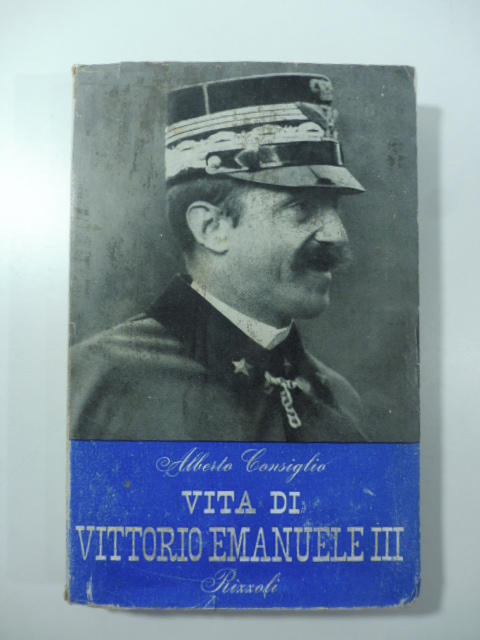 Alberto Consiglio
VITA DI
VITTORIO EMANUELE III
Rizzoli